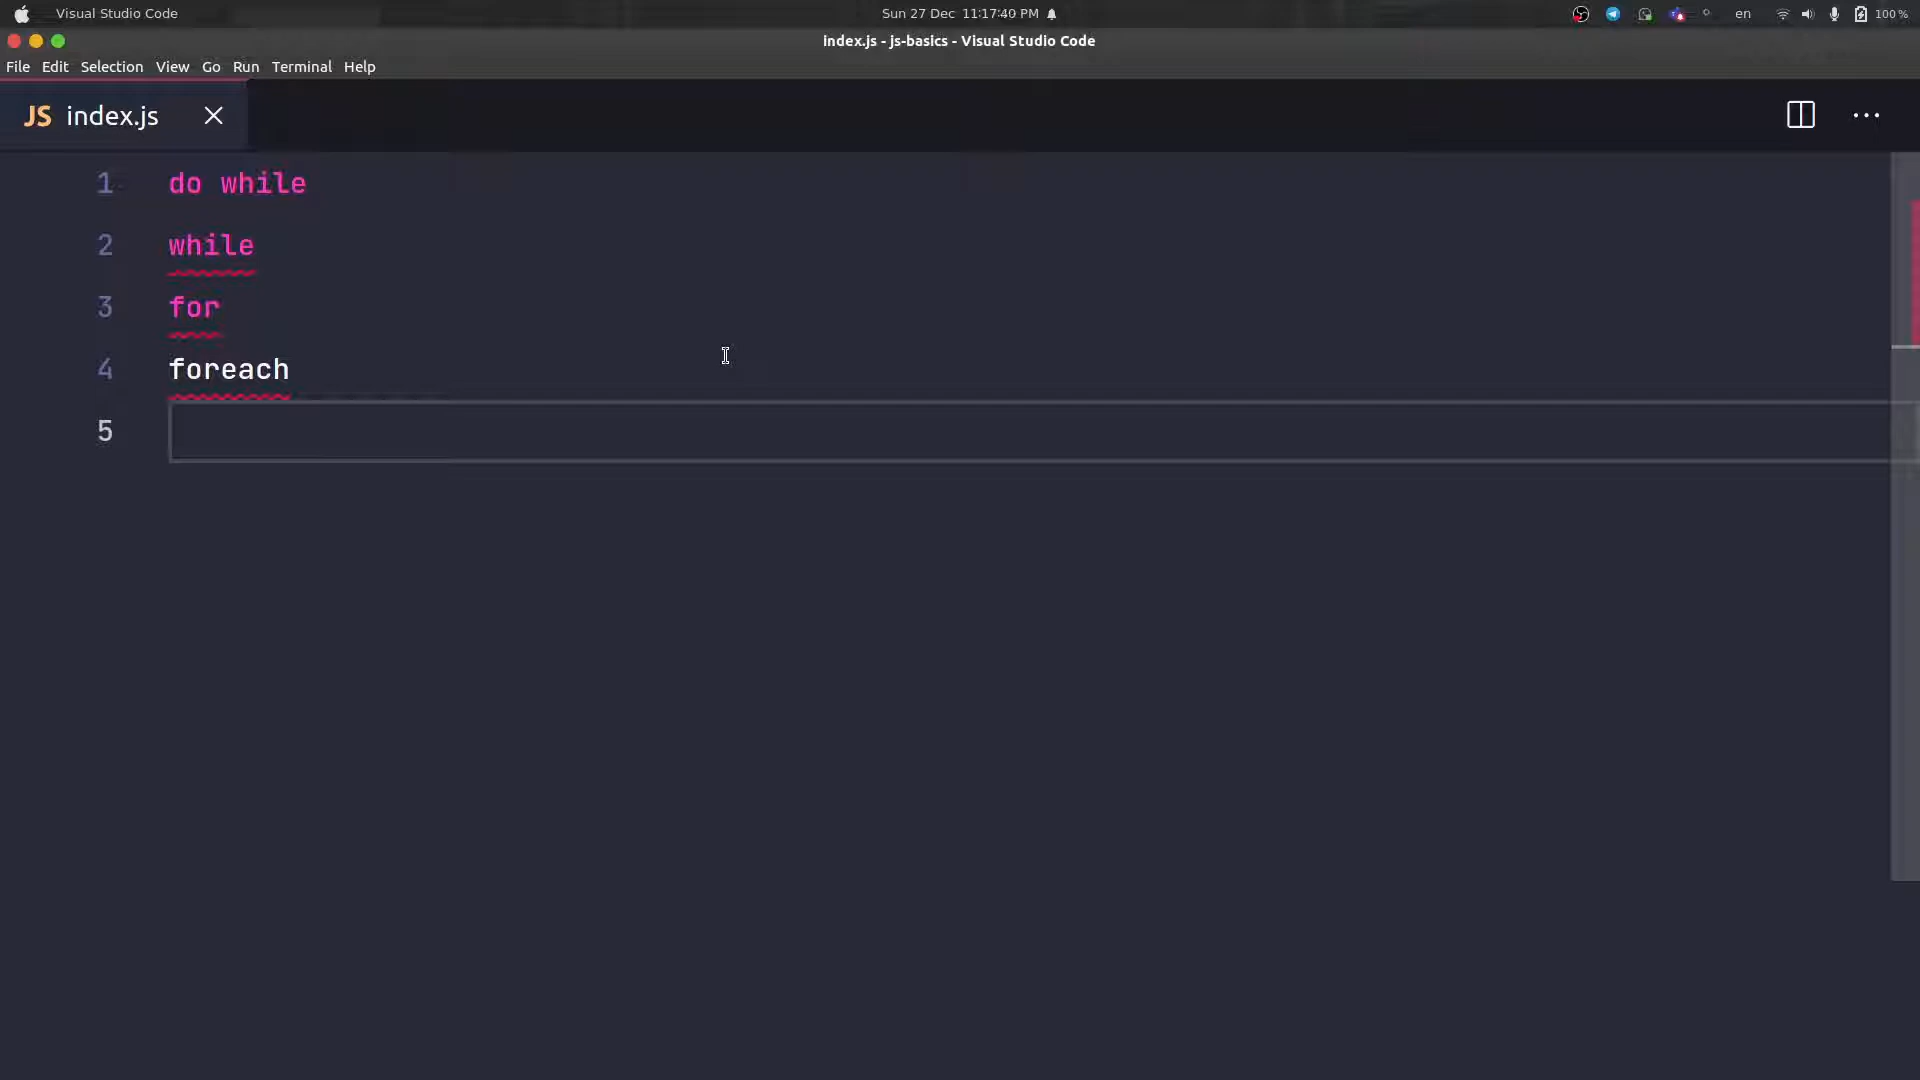 Visual Studio Code
Sun 27 Dec 11:17:40 PM
en
100 %
index.js - js-basics - Visual Studio Code
File Edit Selection View Go Run Terminal Help
JS index.js
1 do while
2 while
3 for
4 foreach
5